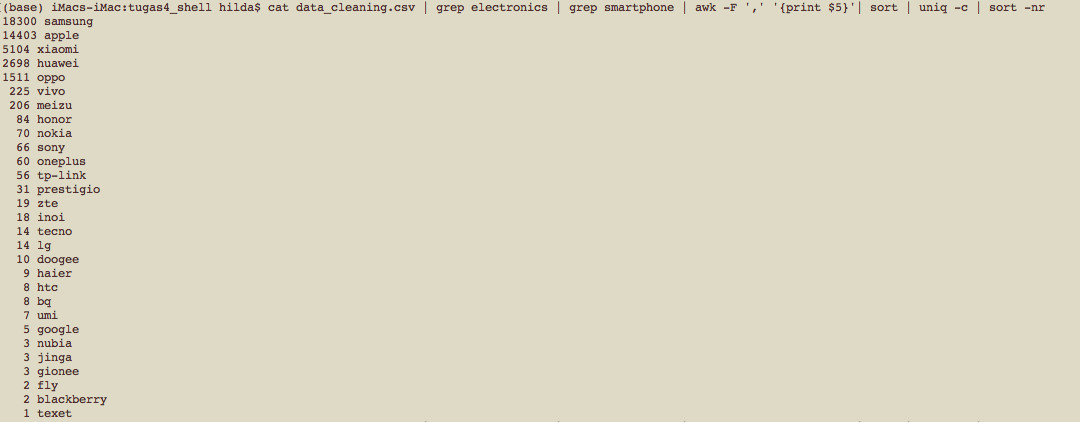 (base) iMacs-iMac:tugas4_shell hilda$ cat data_cleaning.csv | grep electronics | grep smartphone | awk -F ',' '{print $5}'| sort | uniq -c | sort -nr
18300 samsung
14403 apple
5104 xiaomi
2698 huawei
1511 oppo
225 vivo
206 meizu
84 honor
70 nokia
66 sony
60 oneplus
56 tp-link
31 prestigio
19 zte
18 inoi
14 tecno
14 lg
10 doogee
9 haier
8 htc
8 bq
7 umi
5 google
3 nubia
3 jinga
3 gionee
2 fly
2 blackberry
1 texet